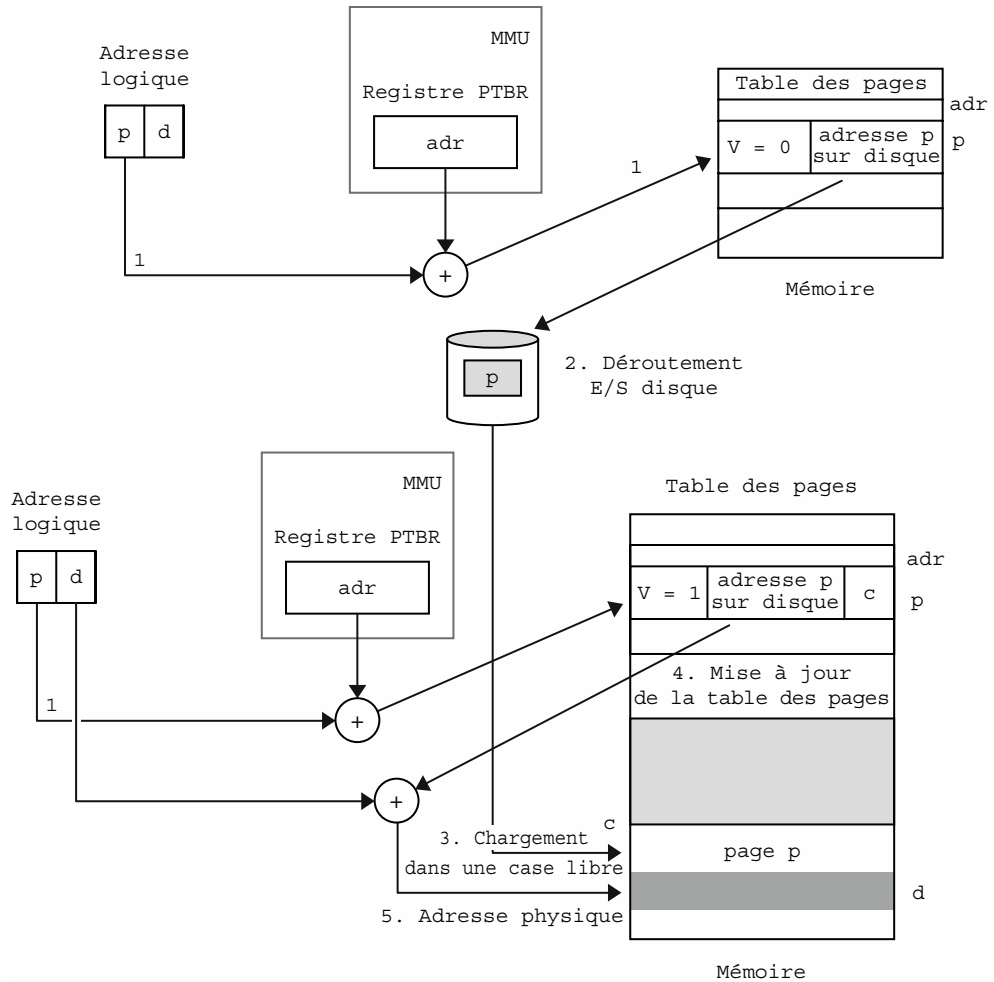 MMU
Adresse
logique
Table des pages
Registre PTBR
adr
p d
adr
V = 0
adresse p
sur disque
p
1
1
+
Mémoire
2. Déroutement
E/S disque
p
MMU
Table des pages
Adresse
logique
Registre PTBR
adr
p d
adr
V = 1
adresse p
sur disque
c
p
4. Mise à jour
de la table des pages
1
+
+
c
3. Chargement
dans une case libre
page p
d
5. Adresse physique
Mémoire